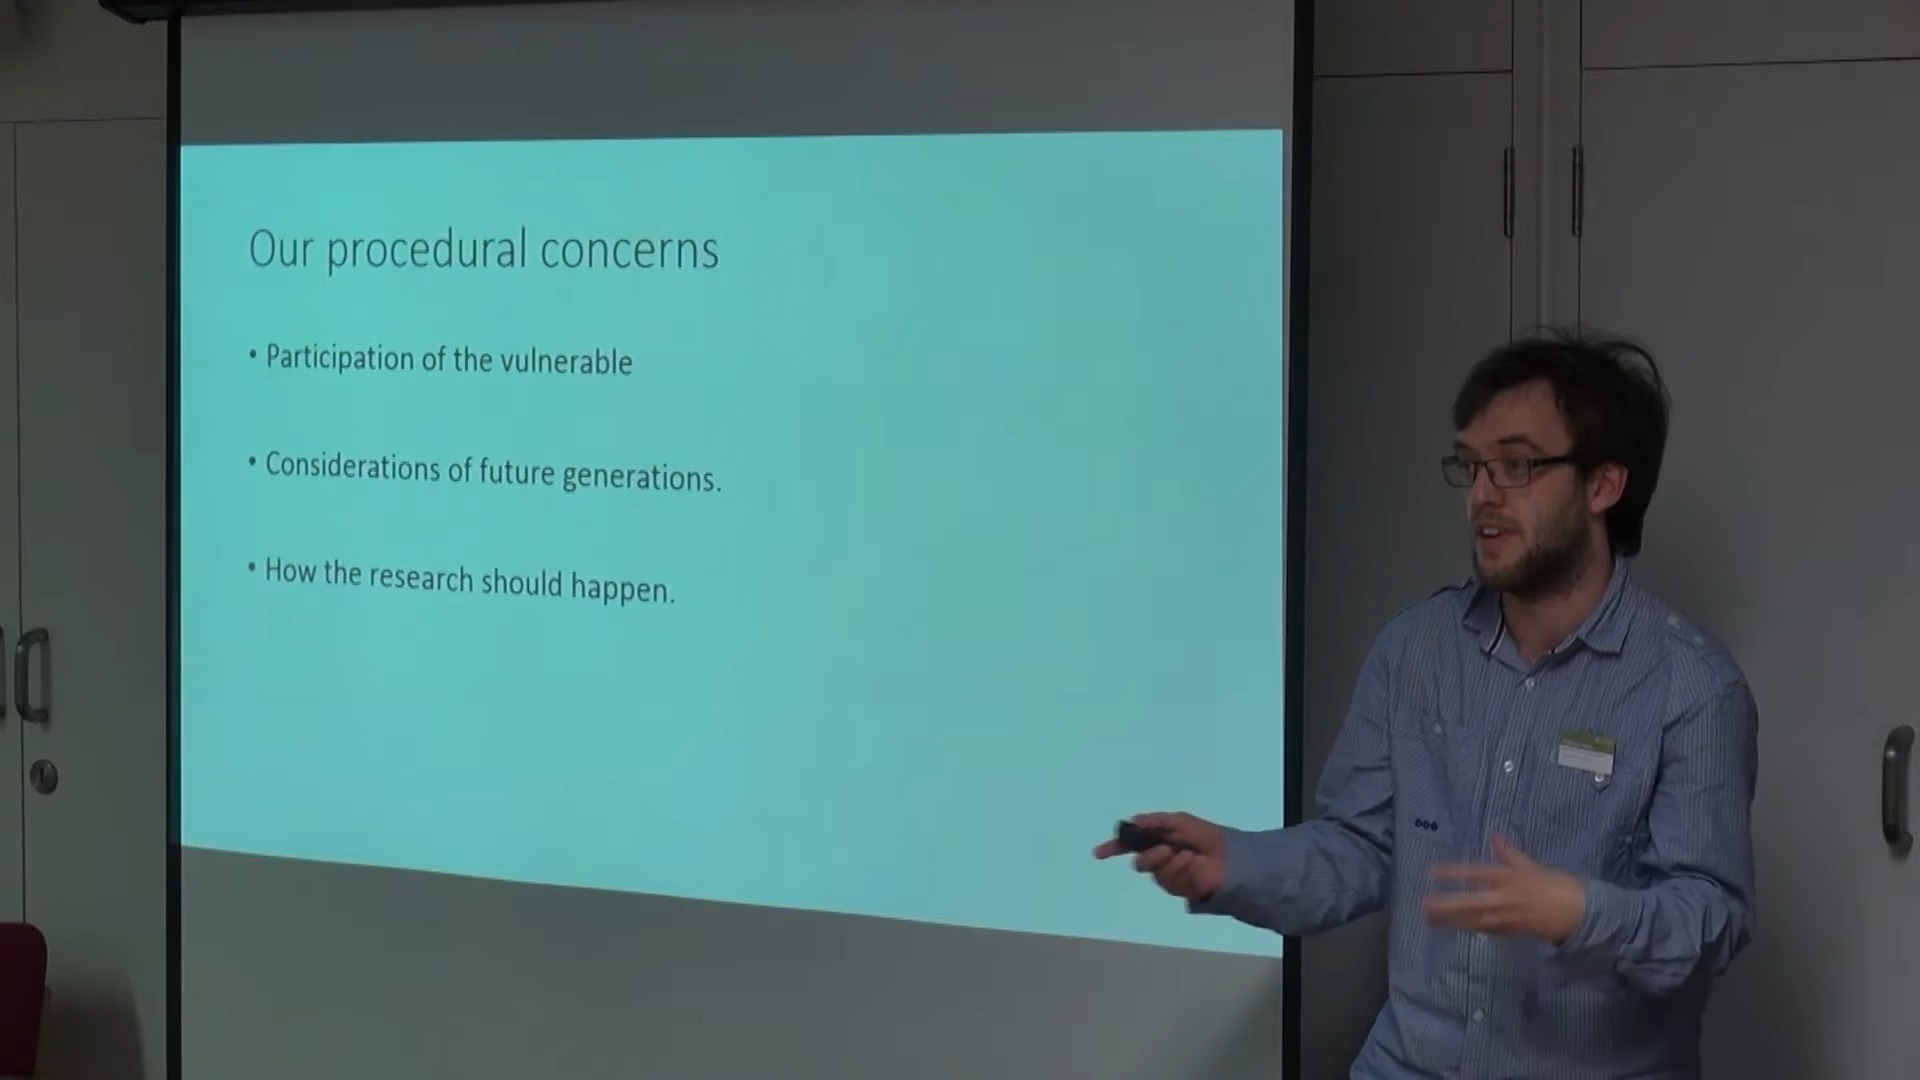 Our procedural concerns
• Participation of the vulnerable
• Considerations of future generations.
• How the research should happen.